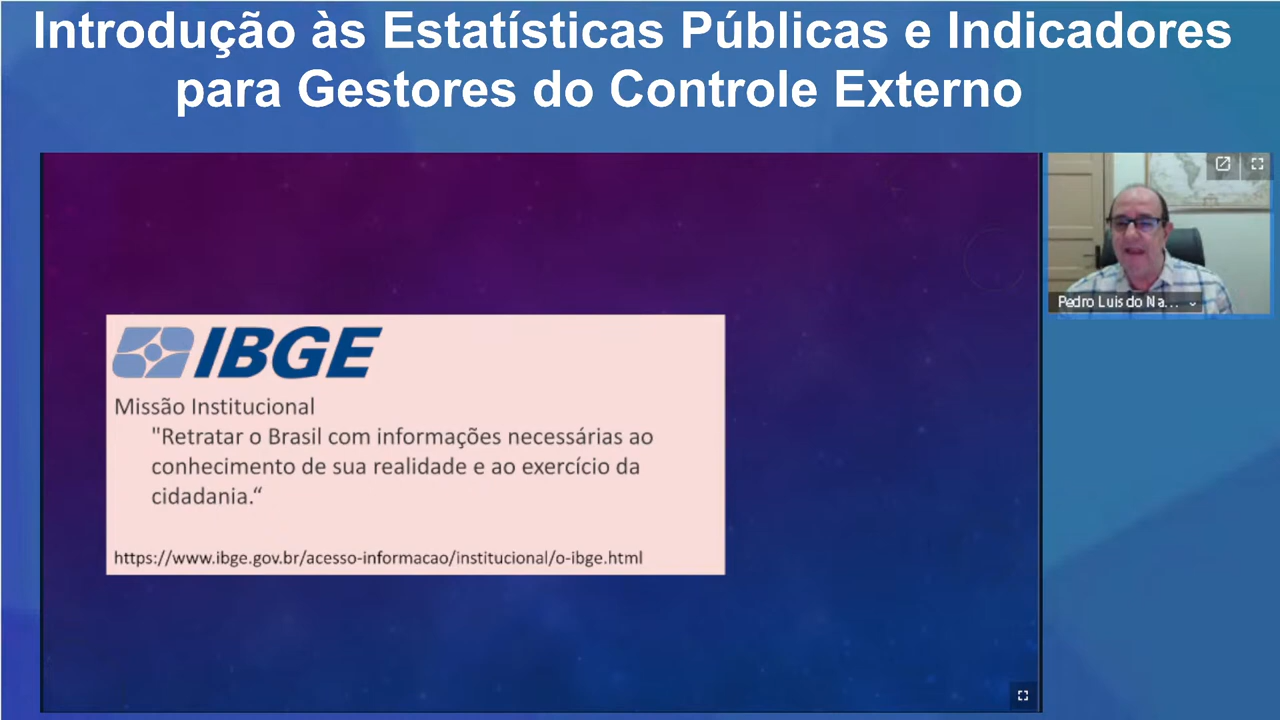 Introdução às Estatísticas Públicas e Indicadores
para Gestores do Controle Externo
Pedro Luis do Na...
IBGE
Missão Institucional
"Retratar o Brasil com informações necessárias ao
conhecimento de sua realidade e ao exercício da
cidadania.“
https://www.ibge.gov.br/acesso-informacao/institucional/o-ibge.html